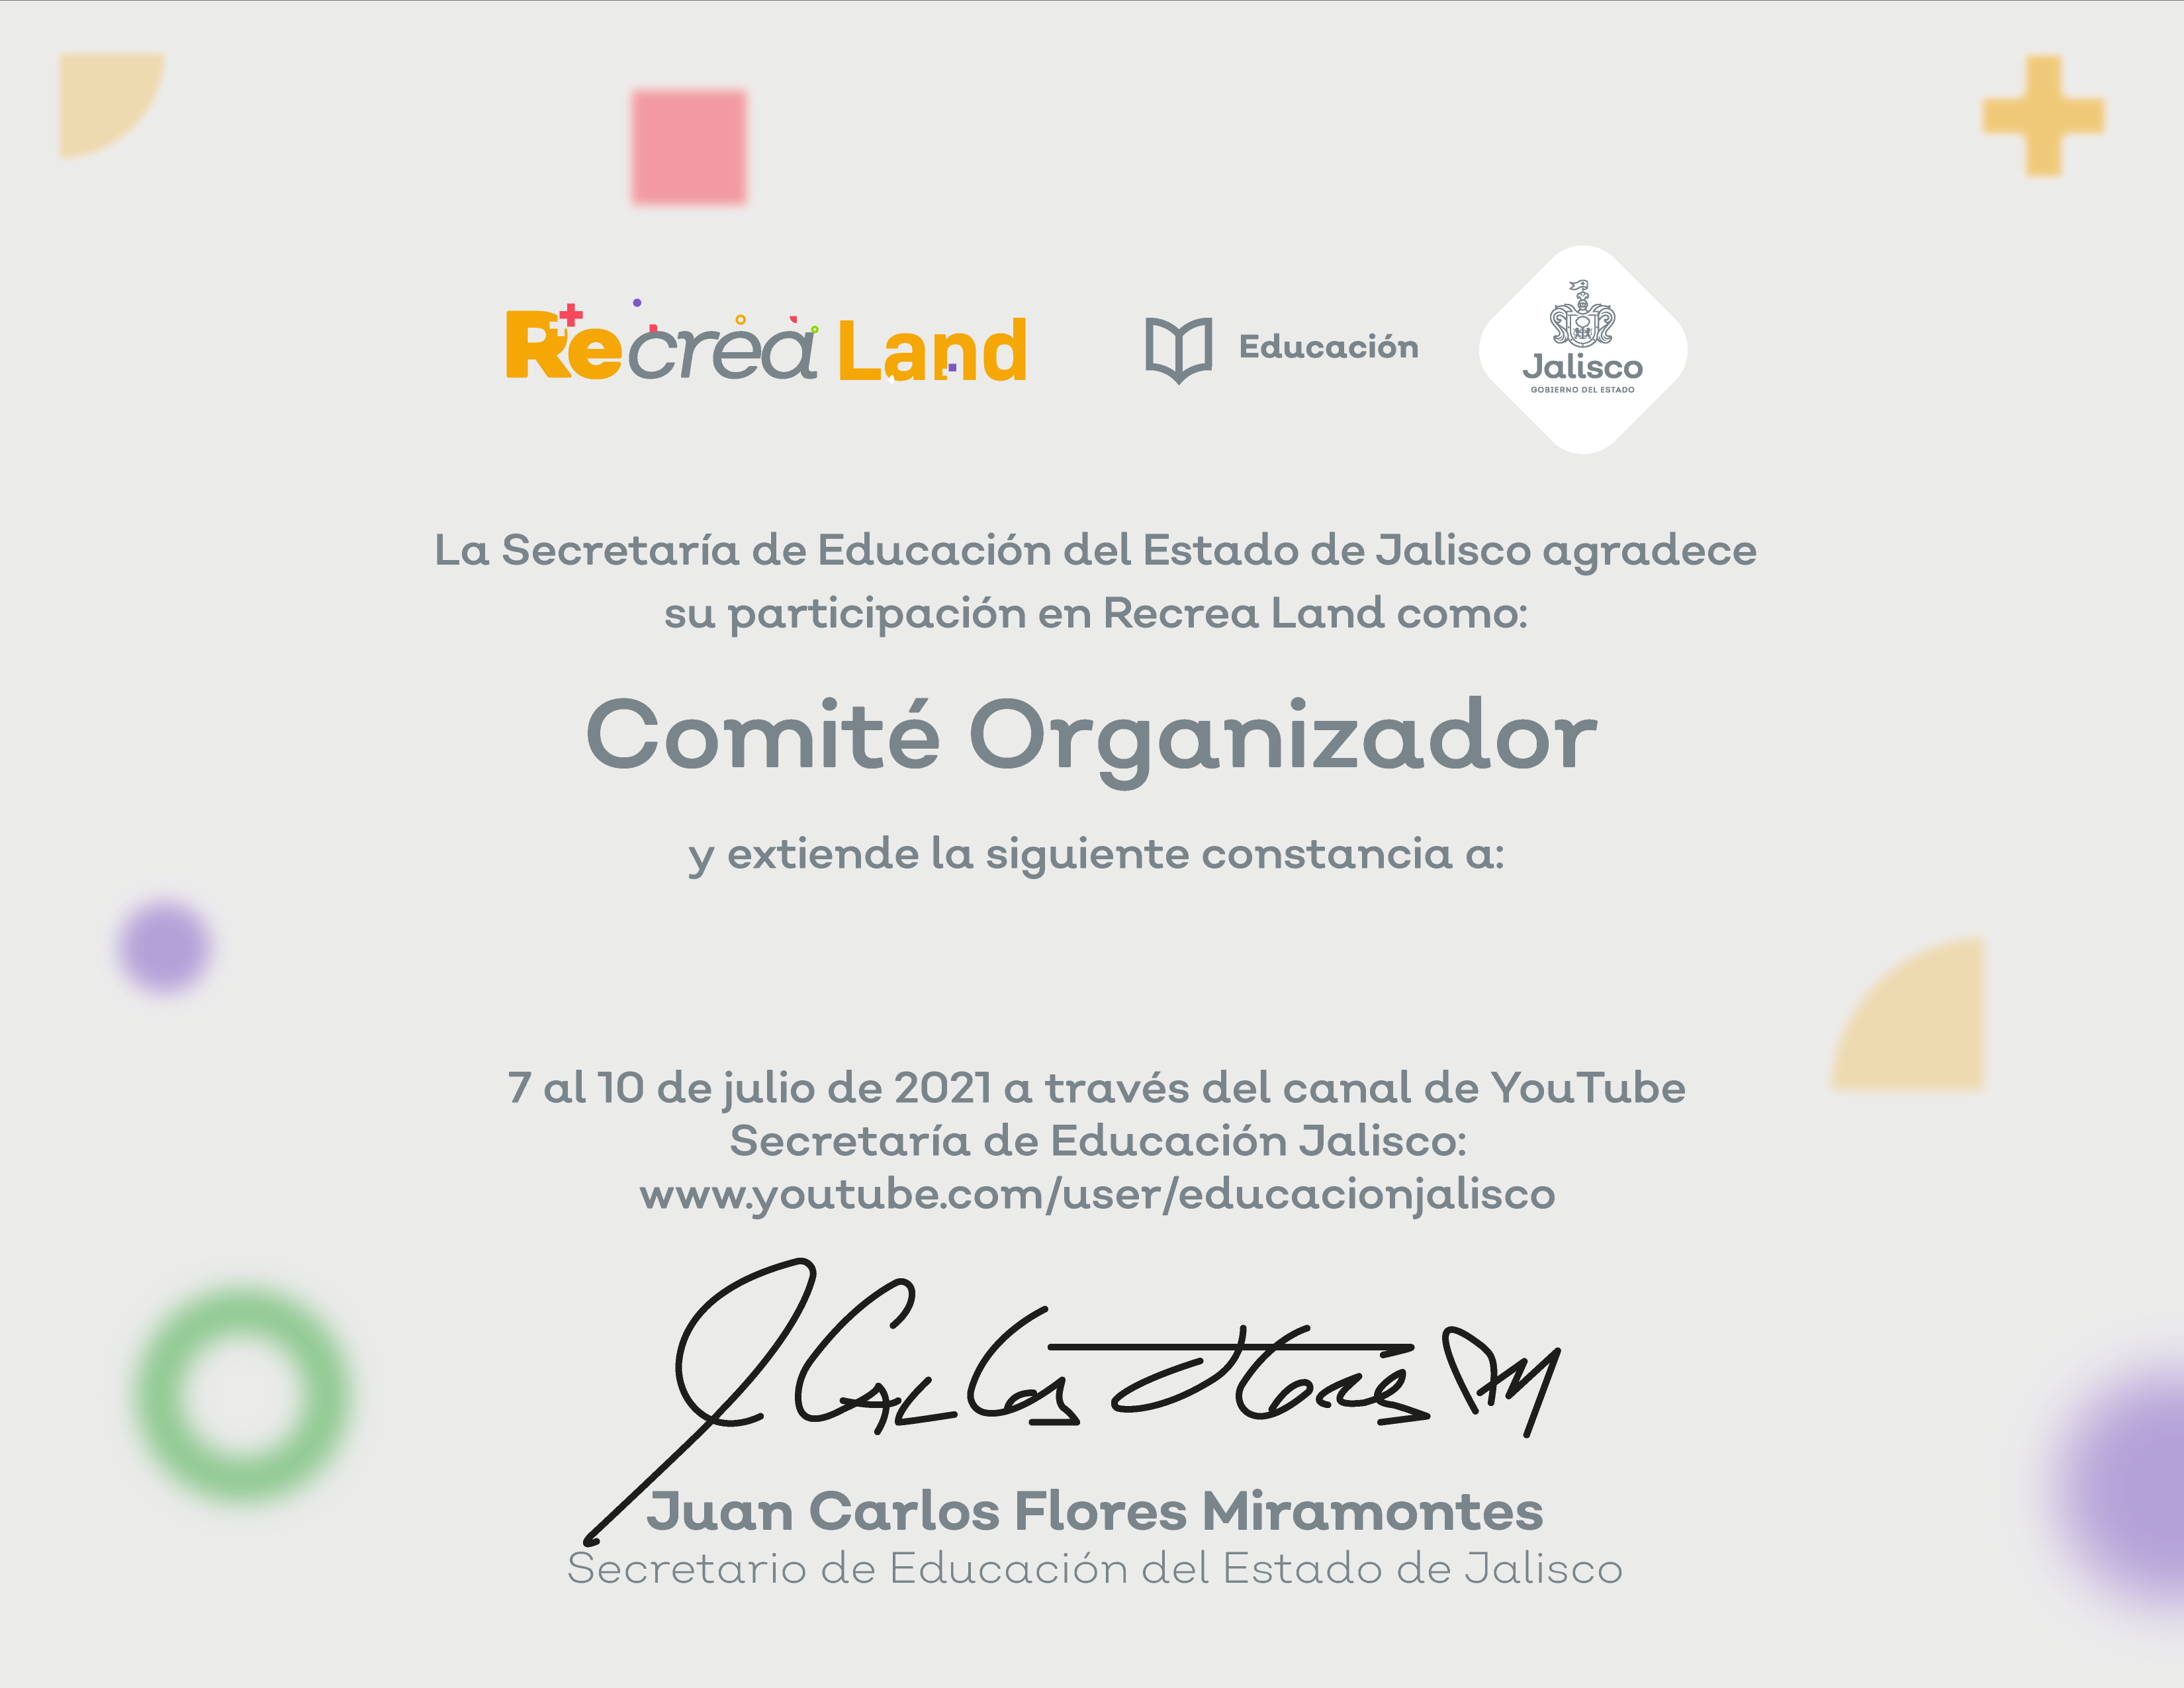 Recrea Land
Educación
Jalisco
GOBIERNO DEL ESTADO
La Secretaría de Educación del Estado de Jalisco agradece
su participación en Recrea Land como:
Comité Organizador
y extiende la siguiente constancia a:
7 al 10 de julio de 2021 a través del canal de YouTube
Secretaría de Educación Jalisco:
www.youtube.com/user/educacionjalisco
Juan Carlos Flores Miramontes
Secretario de Educación del Estado de Jalisco